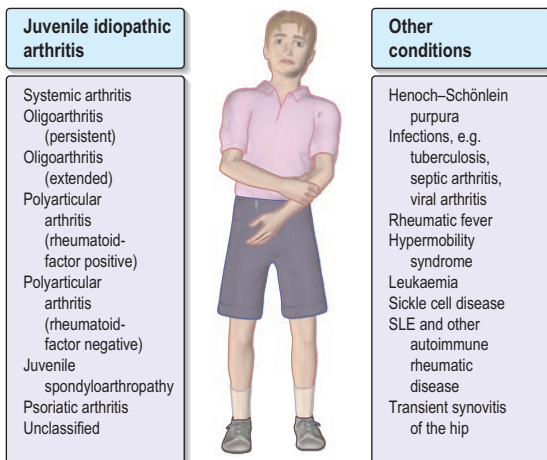 Juvenile idiopathic
arthritis
Systemic arthritis
Oligoarthritis
(persistent)
Oligoarthritis
(extended)
Polyarticular
arthritis
(rheumatoid-
factor positive)
Polyarticular
arthritis
(rheumatoid-
factor negative)
Juvenile
spondyloarthropathy
Psoriatic arthritis
Unclassified
Other
conditions
Henoch–Schönlein
purpura
Infections, e.g.
tuberculosis,
septic arthritis,
viral arthritis
Rheumatic fever
Hypermobility
syndrome
Leukaemia
Sickle cell disease
SLE and other
autoimmune
rheumatic
disease
Transient synovitis
of the hip